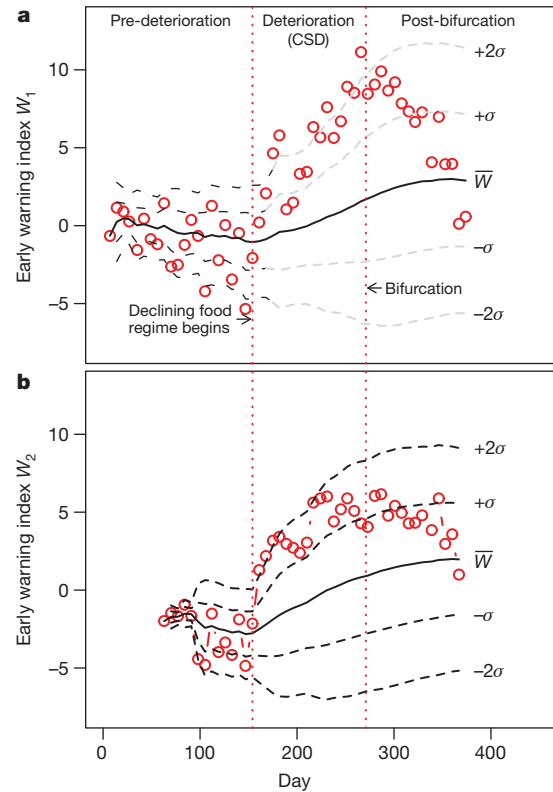 a
Pre-deterioration
Deterioration
(CSD)
Post-bifurcation
Early warning index W₁
10
5
0
−5
+2σ
+σ
W̅
−σ
−2σ
Declining food
regime begins
Bifurcation
b
Early warning index W₂
10
5
0
−5
+2σ
+σ
W̅
−σ
−2σ
0
100
200
300
400
Day